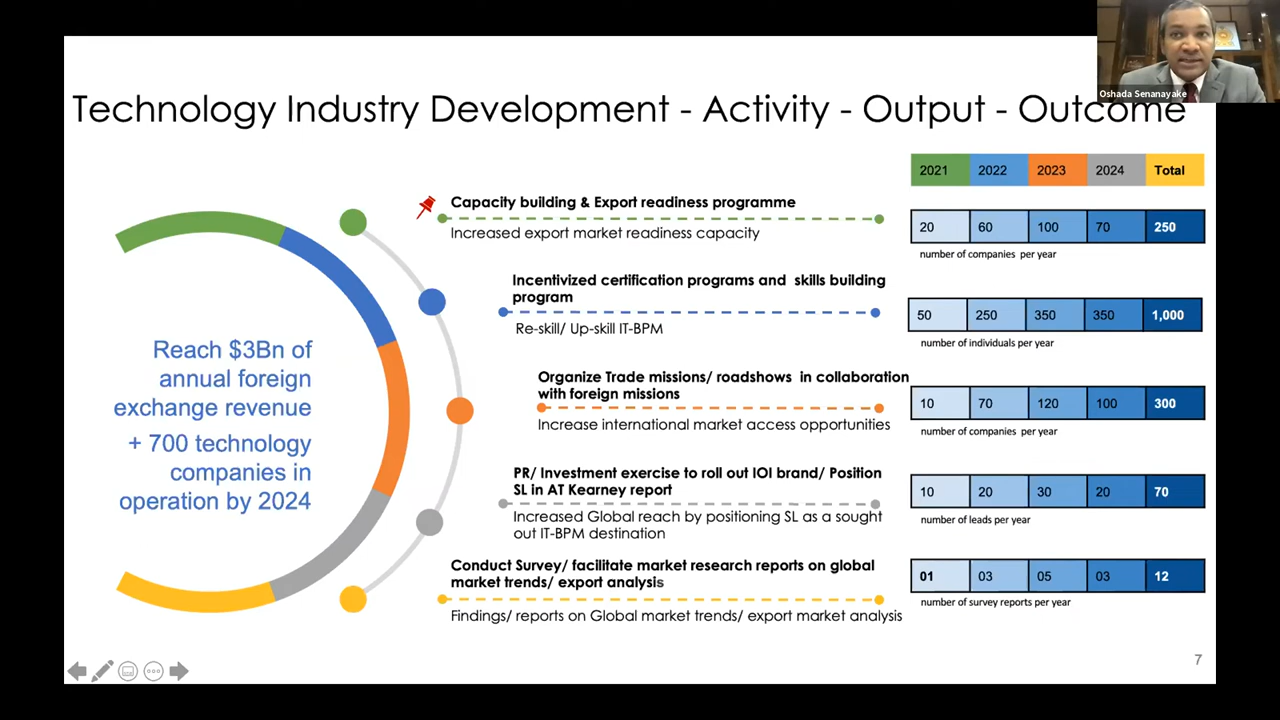 Oshada Senanayake
Technology Industry Development - Activity - Output - Outcome
2021 2022 2023 2024 Total
Capacity building & Export readiness programme
Increased export market readiness capacity
20 60 100 70 250
number of companies per year
Incentivized certification programs and skills building
program
Re-skill/ Up-skill IT-BPM
50 250 350 350 1,000
number of individuals per year
Reach $3Bn of
annual foreign
exchange revenue
+ 700 technology
companies in
operation by 2024
Organize Trade missions/ roadshows in collaboration
with foreign missions
Increase international market access opportunities
10 70 120 100 300
number of companies per year
PR/ Investment exercise to roll out IOI brand/ Position
SL in AT Kearney report
Increased Global reach by positioning SL as a sought
out IT-BPM destination
10 20 30 20 70
number of leads per year
Conduct Survey/ facilitate market research reports on global
market trends/ export analysis
Findings/ reports on Global market trends/ export market analysis
01 03 05 03 12
number of survey reports per year
7